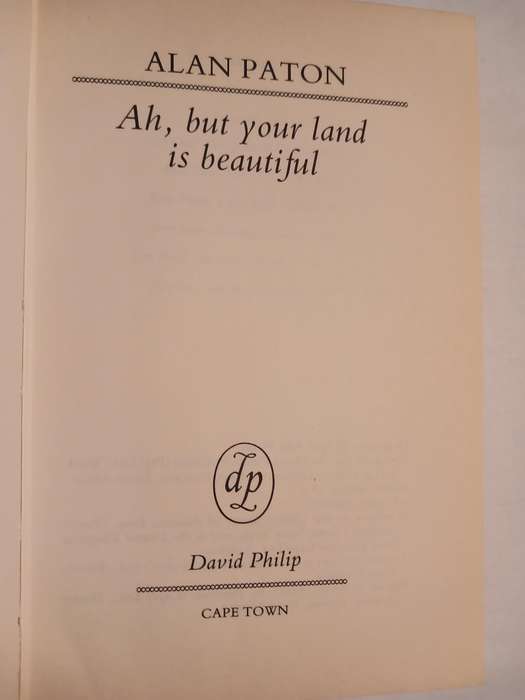 ALAN PATON
Ah, but your land
is beautiful
dp
David Philip
CAPE TOWN